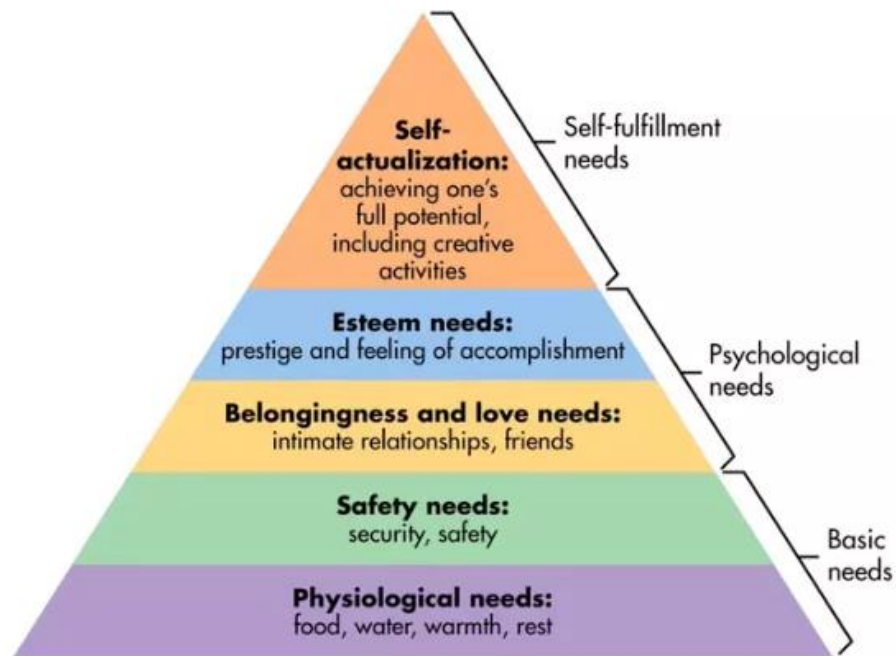 Self-
actualization:
achieving one's
full potential,
including creative
activities
Self-fulfillment
needs
Esteem needs:
prestige and feeling of accomplishment
Psychological
needs
Belongingness and love needs:
intimate relationships, friends
Safety needs:
security, safety
Basic
needs
Physiological needs:
food, water, warmth, rest